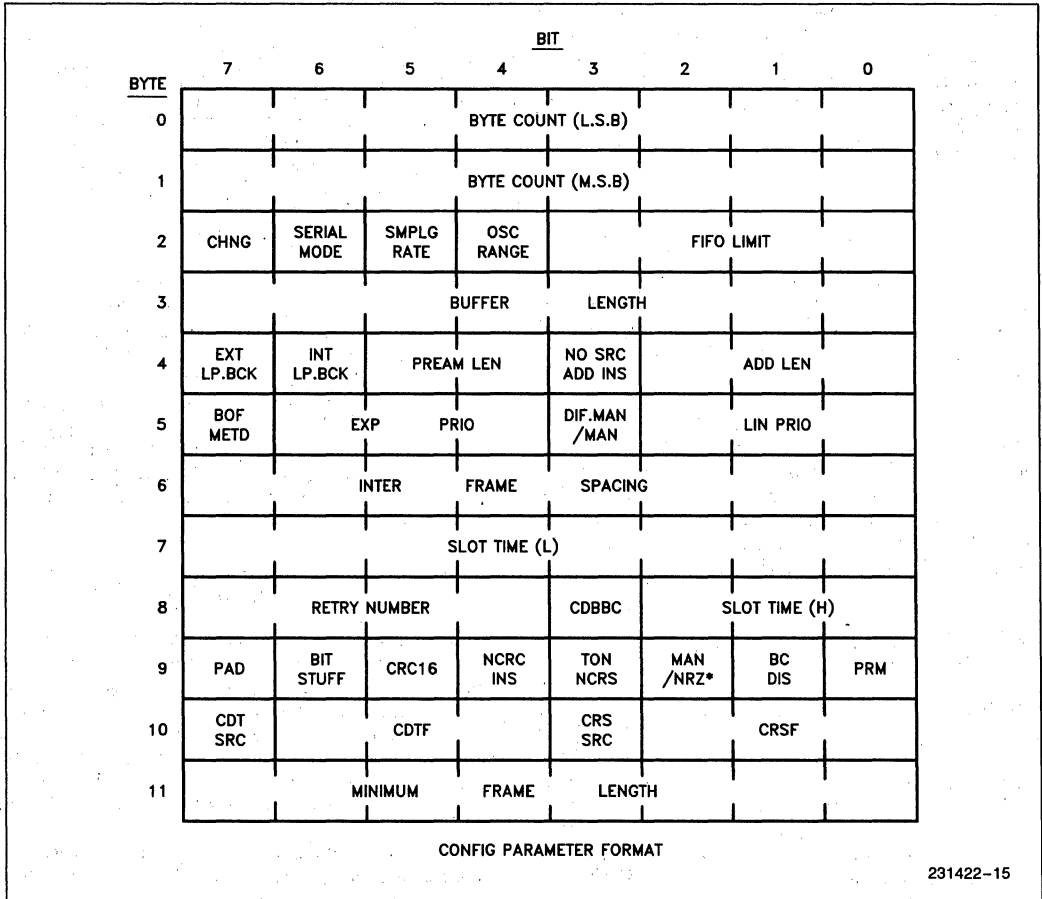 BIT
7 6 5 4 3 2 1 0
BYTE
0 BYTE COUNT (L.S.B)
1 BYTE COUNT (M.S.B)
2 CHNG SERIAL MODE SMPLG RATE OSC RANGE FIFO LIMIT
3 BUFFER LENGTH
4 EXT LP.BCK INT LP.BCK PREAM LEN NO SRC ADD INS ADD LEN
5 BOF METD EXP PRIO DIF.MAN /MAN LIN PRIO
6 INTER FRAME SPACING
7 SLOT TIME (L)
8 RETRY NUMBER CDBBC SLOT TIME (H)
9 PAD BIT STUFF CRC16 NCRC INS TON NCRS MAN /NRZ* BC DIS PRM
10 CDT SRC CDTF CRS SRC CRSF
11 MINIMUM FRAME LENGTH
CONFIG PARAMETER FORMAT
231422-15